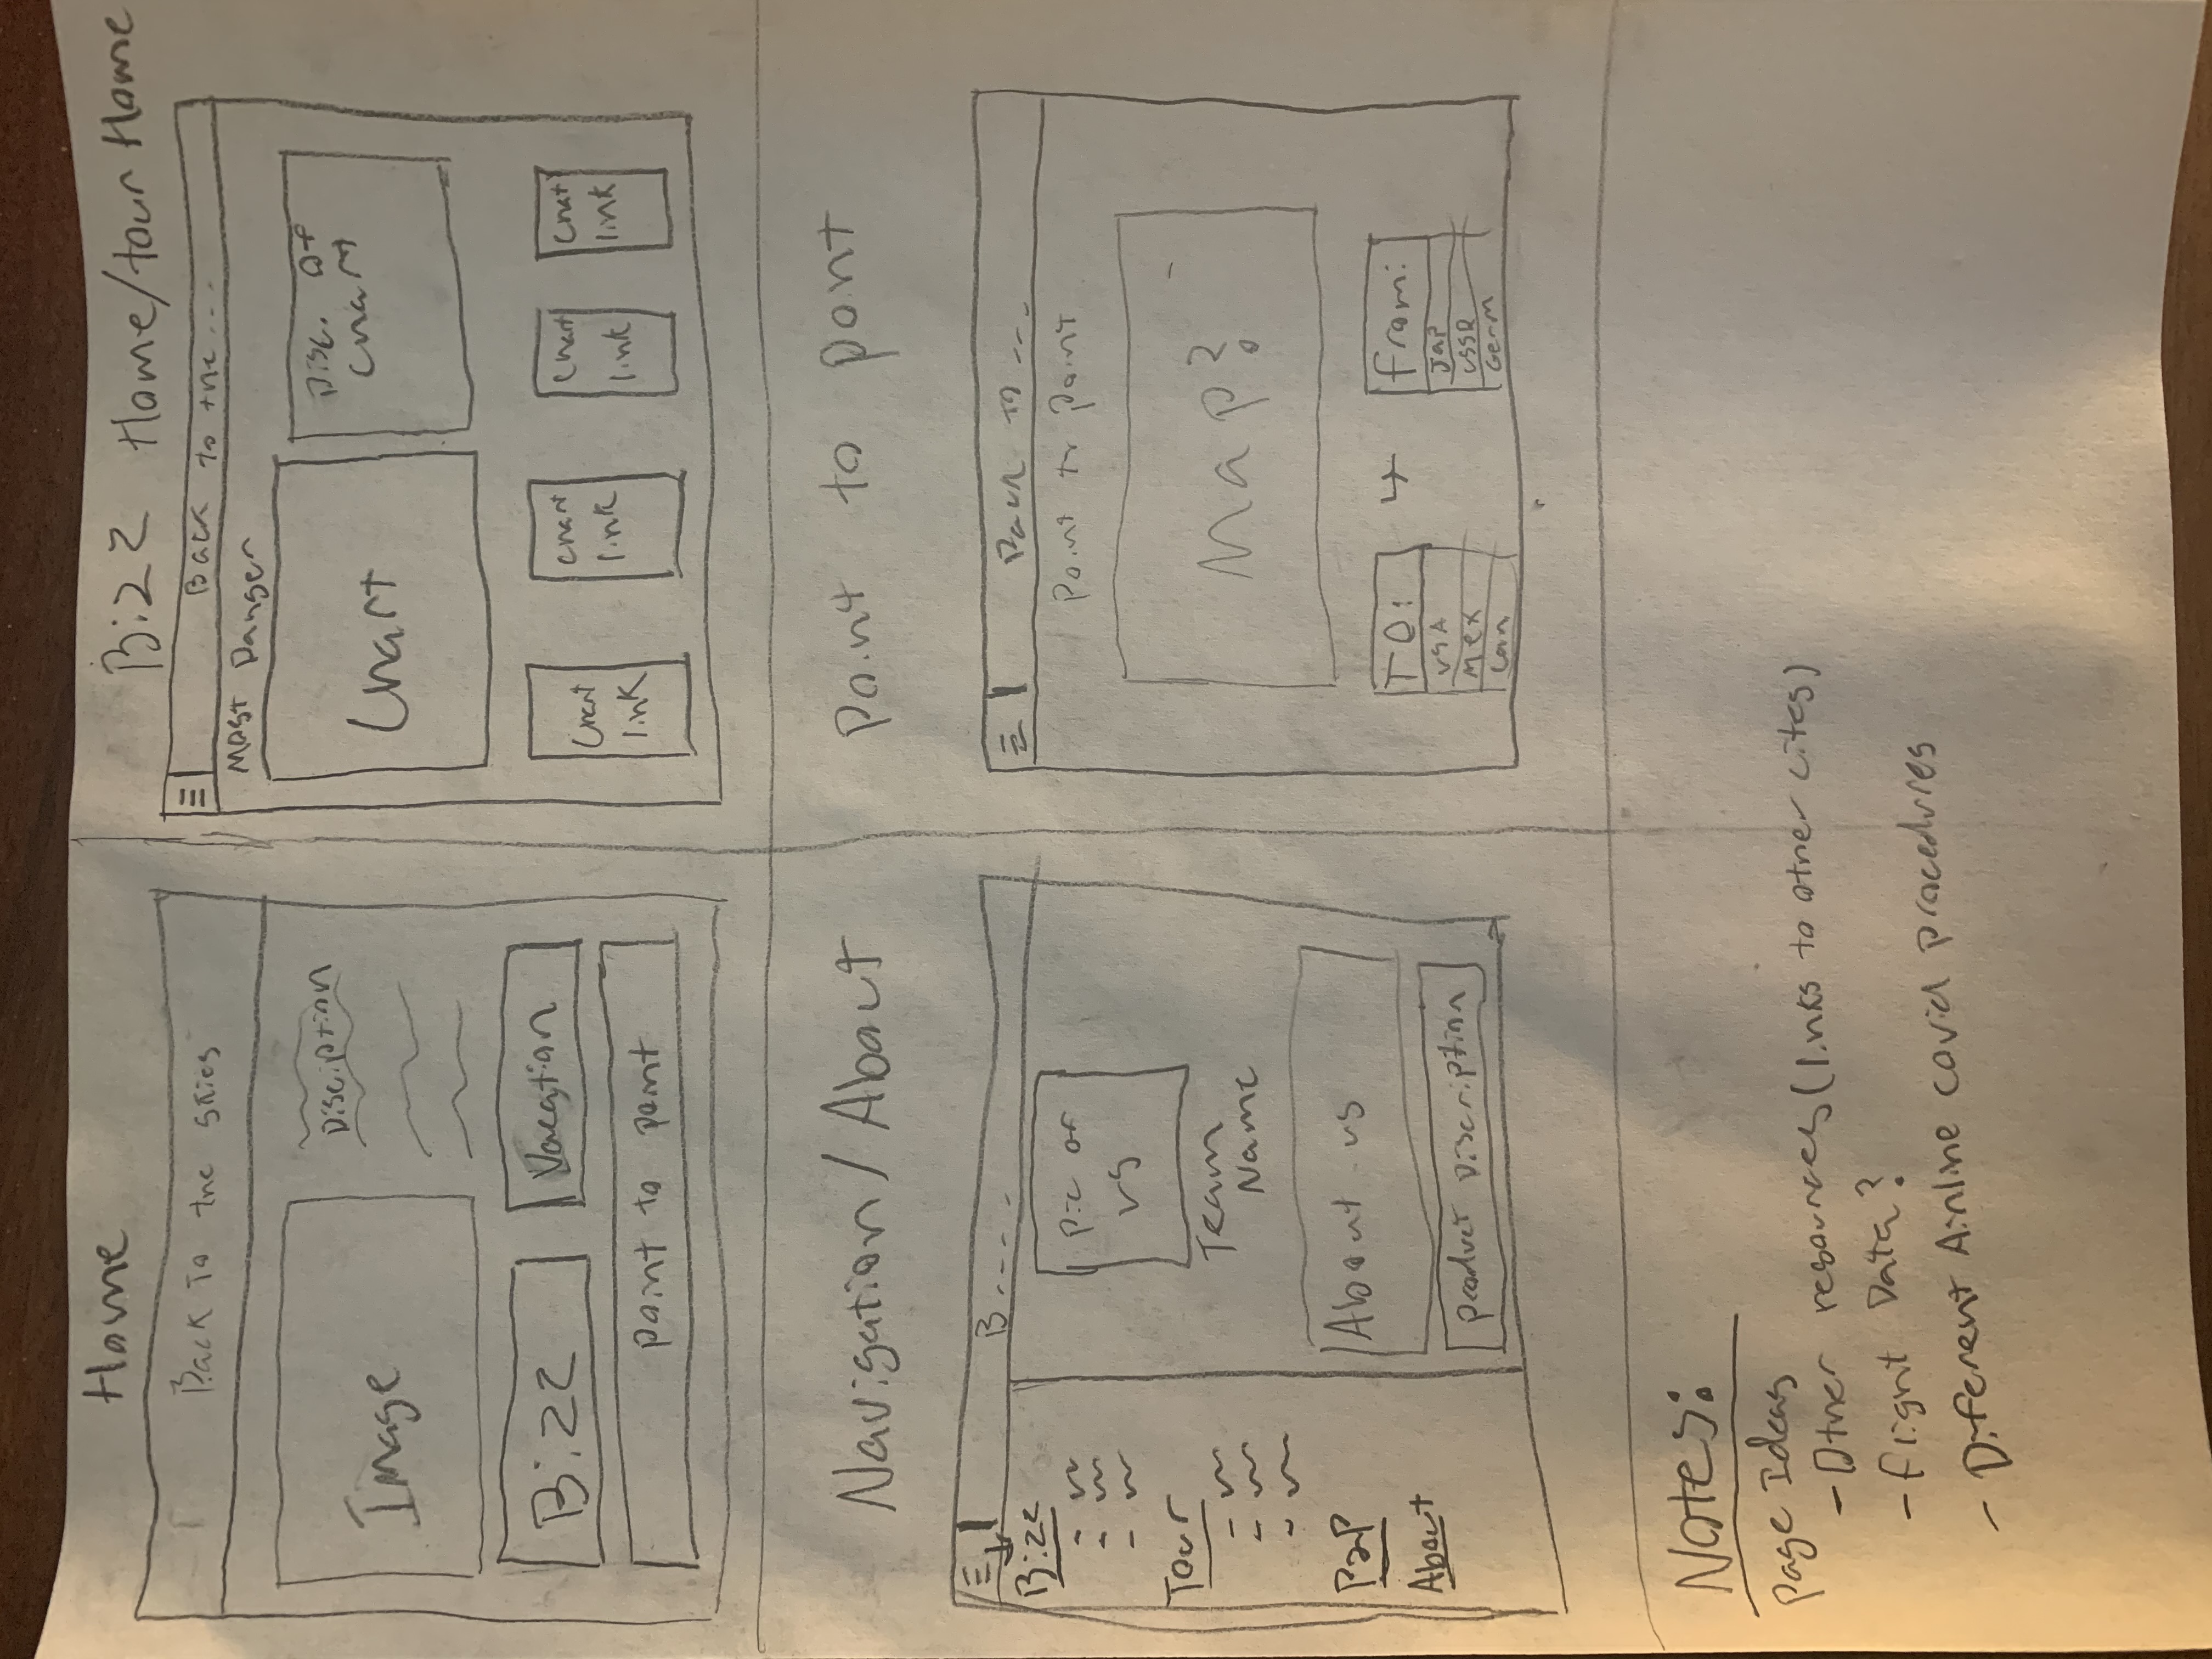 Home
Back to the skies
Image
Disciption
Bizz
Vacation
point to point
Bizz Home/tour Home
Back to the ...
Most Danger
Chart
Disc. of
chart
Chart
link
Chart
link
Chart
link
Chat
link
Navigation/About
B....
Bizz
Tour
P2P
About
Pic of
us
Team
Name
About us
Product Discription
Point to pont
Back to ...
Point to point
Map?
TO:
USA
Mex
Can
from:
Jap
USSR
Germ
Notes:
Page Ideas
- Other resources (links to other cites)
- flight Data?
- Diferent Airline covid procedures